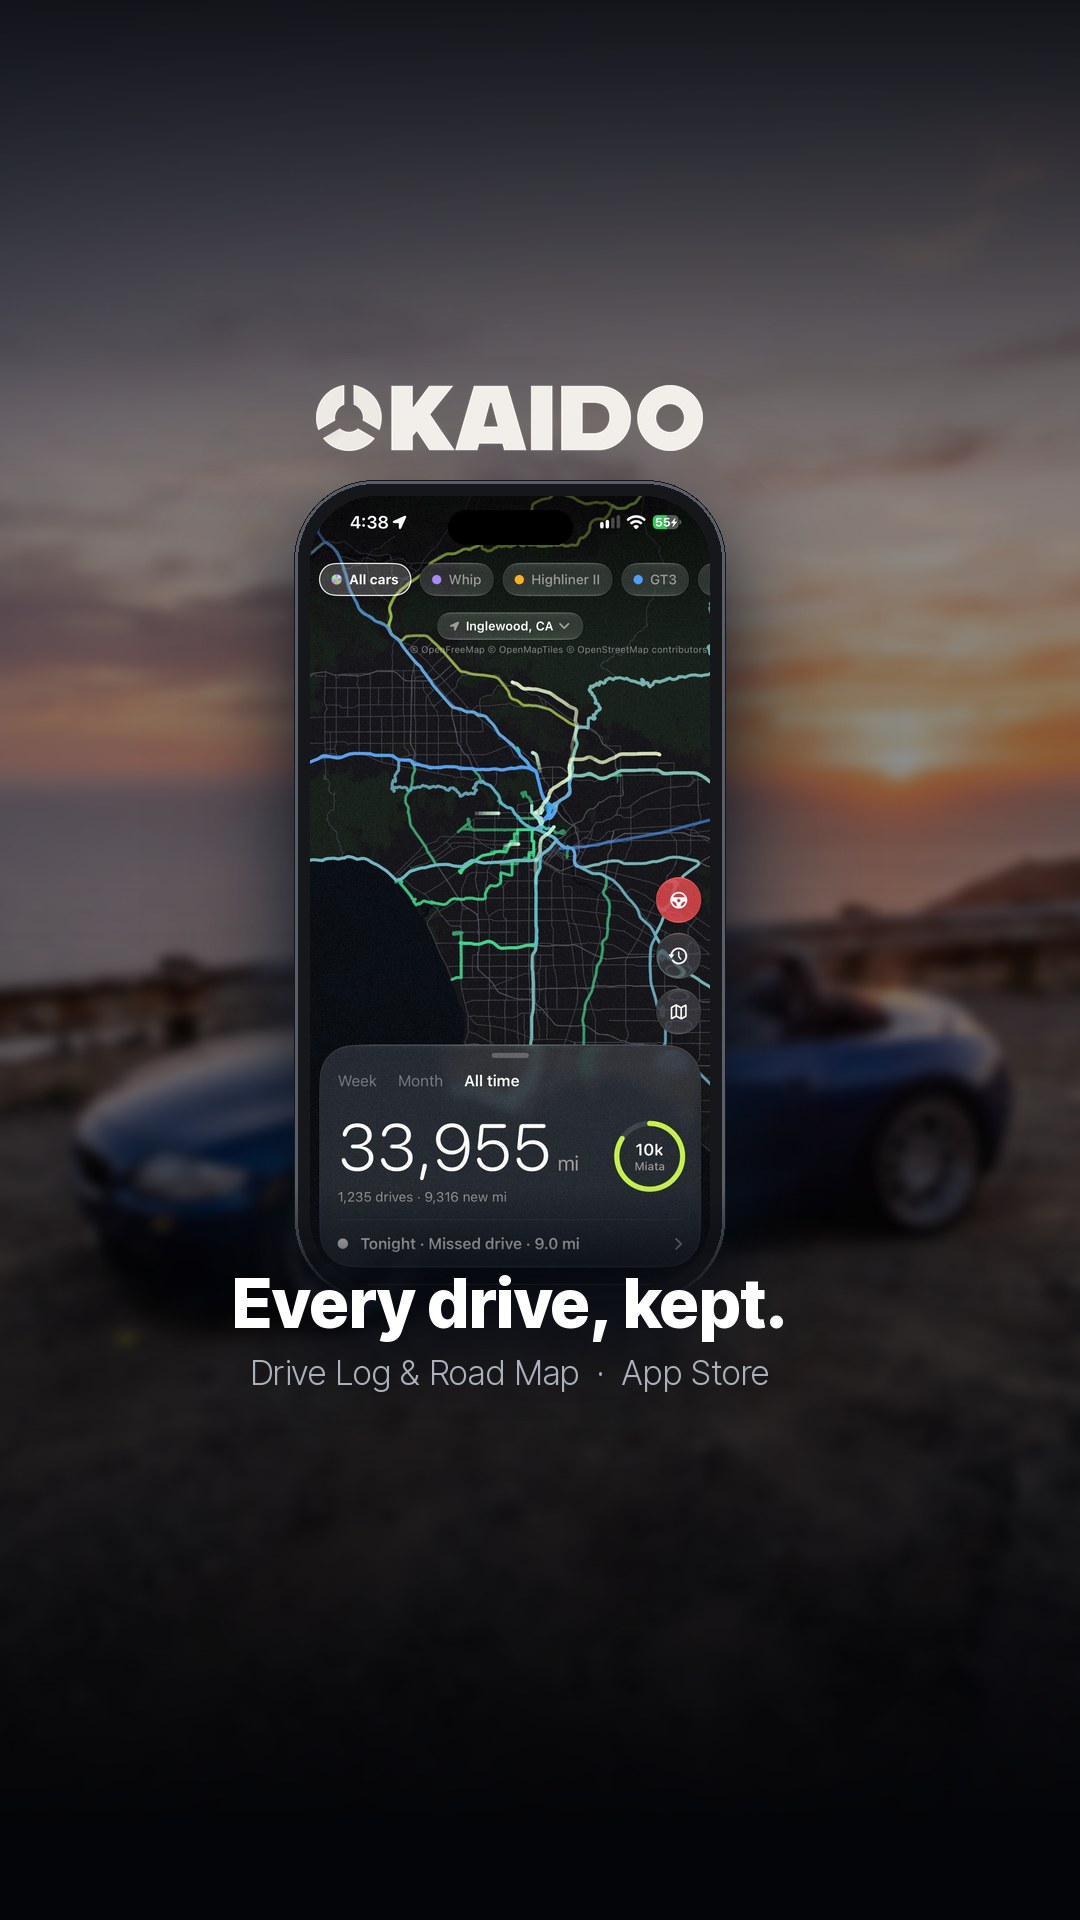 KAIDO
4:38
55
All cars
Whip
Highliner II
GT3
Inglewood, CA
© OpenFreeMap © OpenMapTiles © OpenStreetMap contributors
Week Month All time
33,955 mi
10k
Miata
1,235 drives · 9,316 new mi
Tonight · Missed drive · 9.0 mi
Every drive, kept.
Drive Log & Road Map · App Store